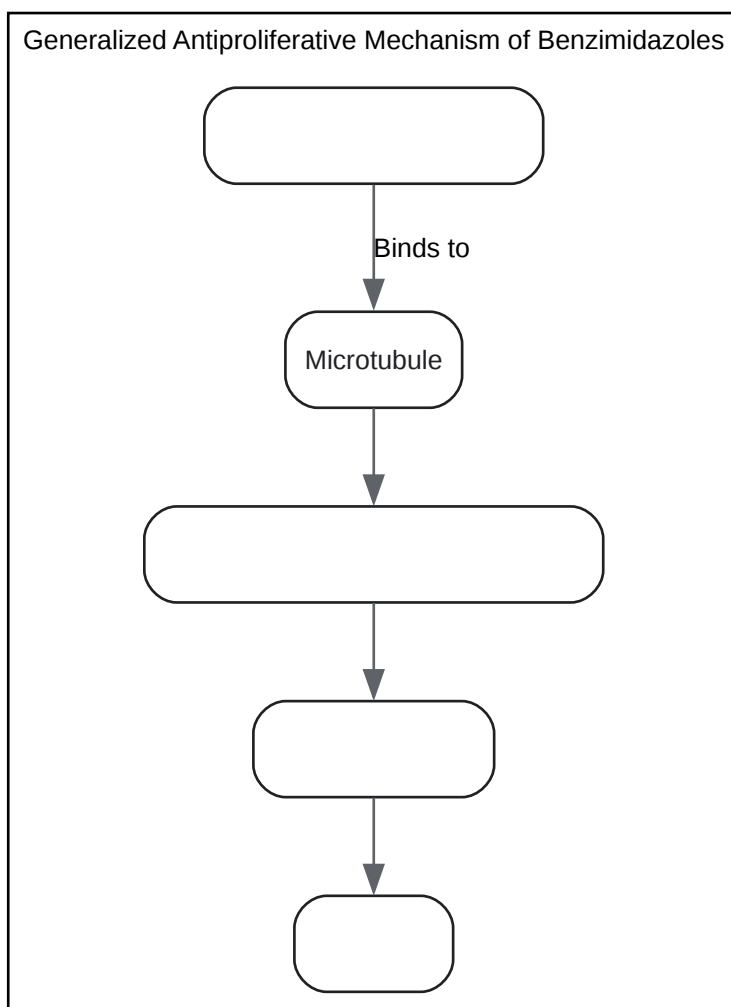 Generalized Antiproliferative Mechanism of Benzimidazoles
Binds to
Microtubule